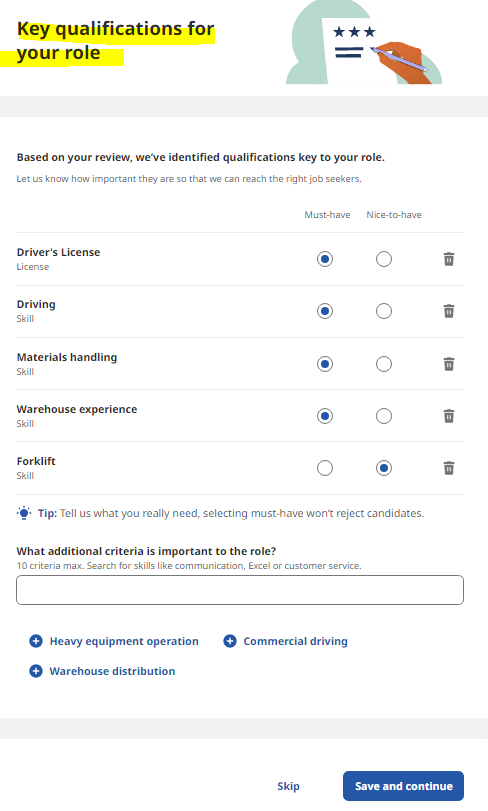 Key qualifications for
your role
Based on your review, we've identified qualifications key to your role.
Let us know how important they are so that we can reach the right job seekers.
Must-have Nice-to-have
Driver's License
License
Driving
Skill
Materials handling
Skill
Warehouse experience
Skill
Forklift
Skill
Tip: Tell us what you really need, selecting must-have won't reject candidates.
What additional criteria is important to the role?
10 criteria max. Search for skills like communication, Excel or customer service.
Heavy equipment operation Commercial driving
Warehouse distribution
Skip Save and continue